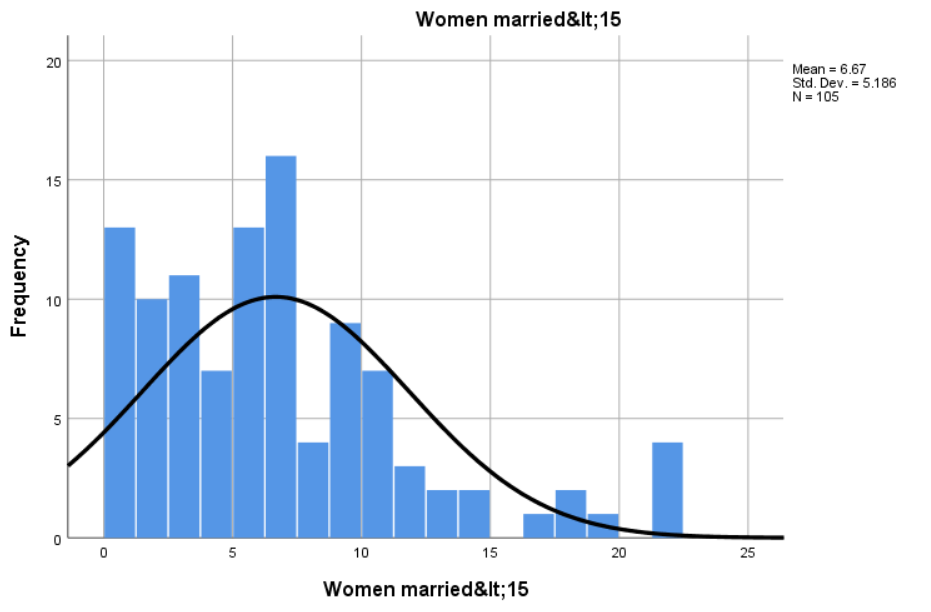 Women married&lt;15
Mean = 6.67
Std. Dev. = 5.186
N = 105
20
15
10
5
0
Frequency
0 5 10 15 20 25
Women married&lt;15